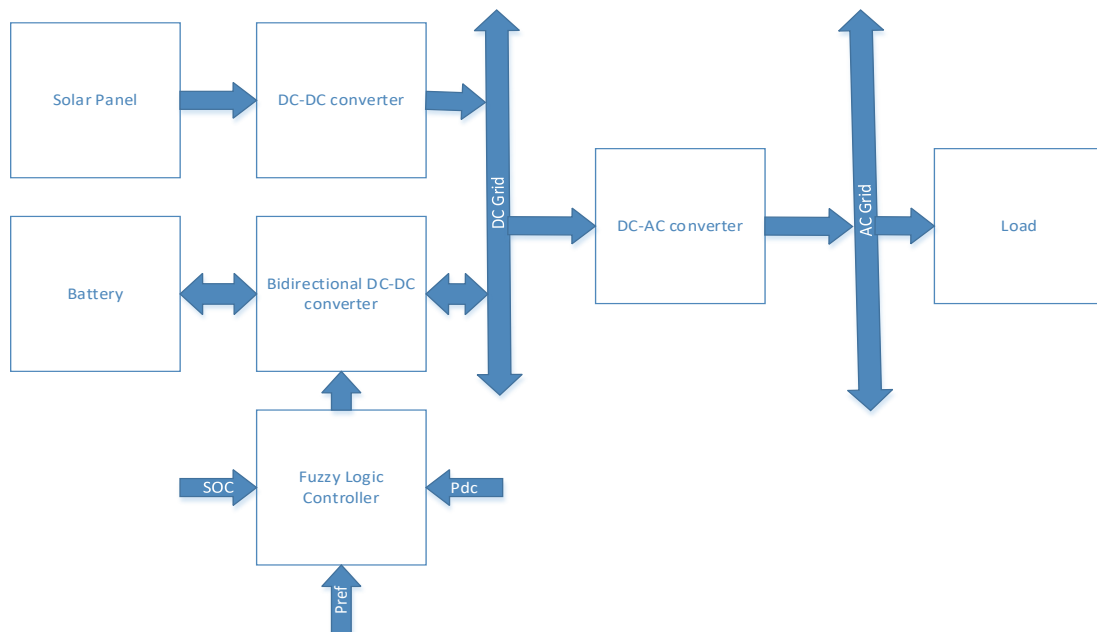 Solar Panel
DC-DC converter
DC Grid
AC Grid
DC-AC converter
Load
Battery
Bidirectional DC-DC
converter
SOC
Fuzzy Logic
Controller
Pdc
Pref